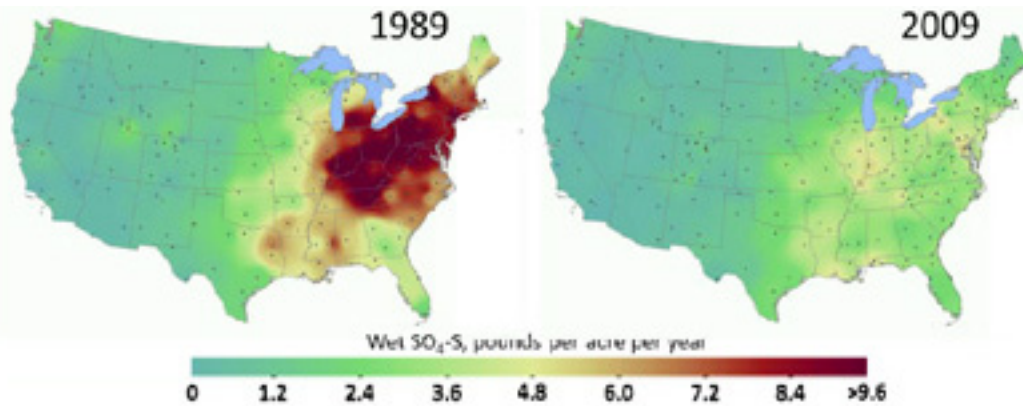 1989
2009
Wet SO₄-S, pounds per acre per year
0 1.2 2.4 3.6 4.8 6.0 7.2 8.4 >9.6